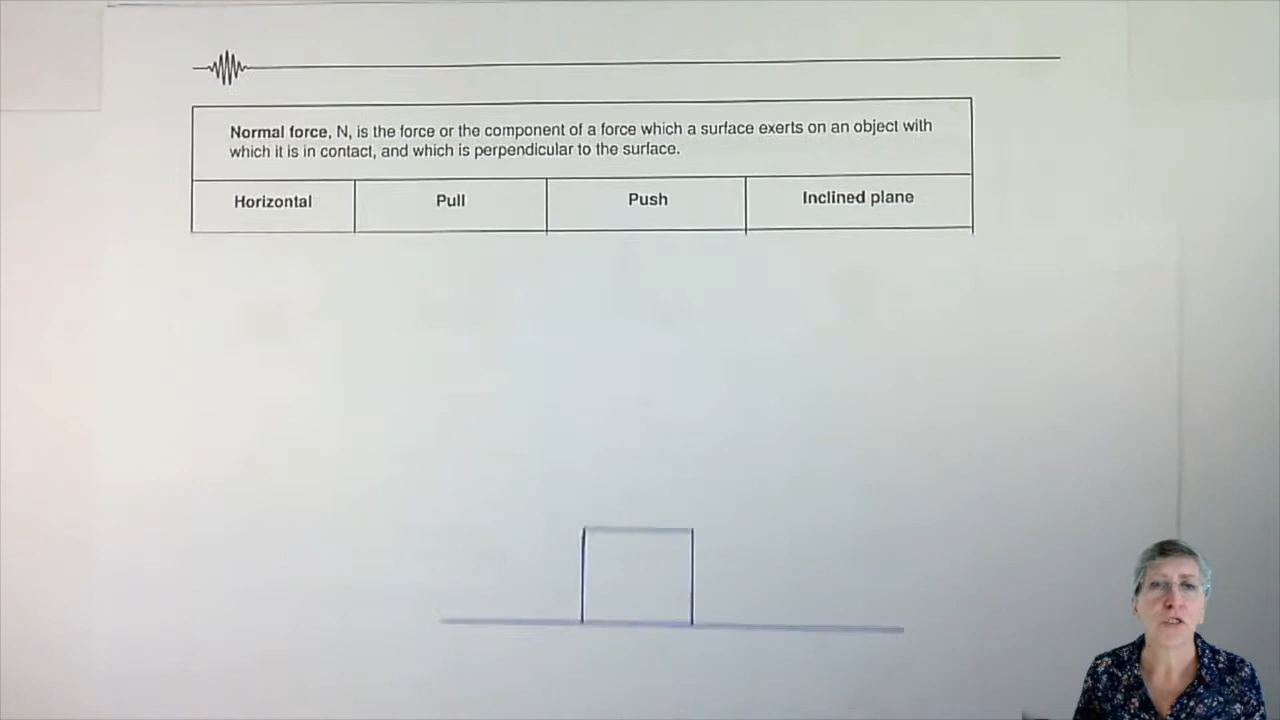 Normal force, N, is the force or the component of a force which a surface exerts on an object with
which it is in contact, and which is perpendicular to the surface.
Horizontal Pull Push Inclined plane